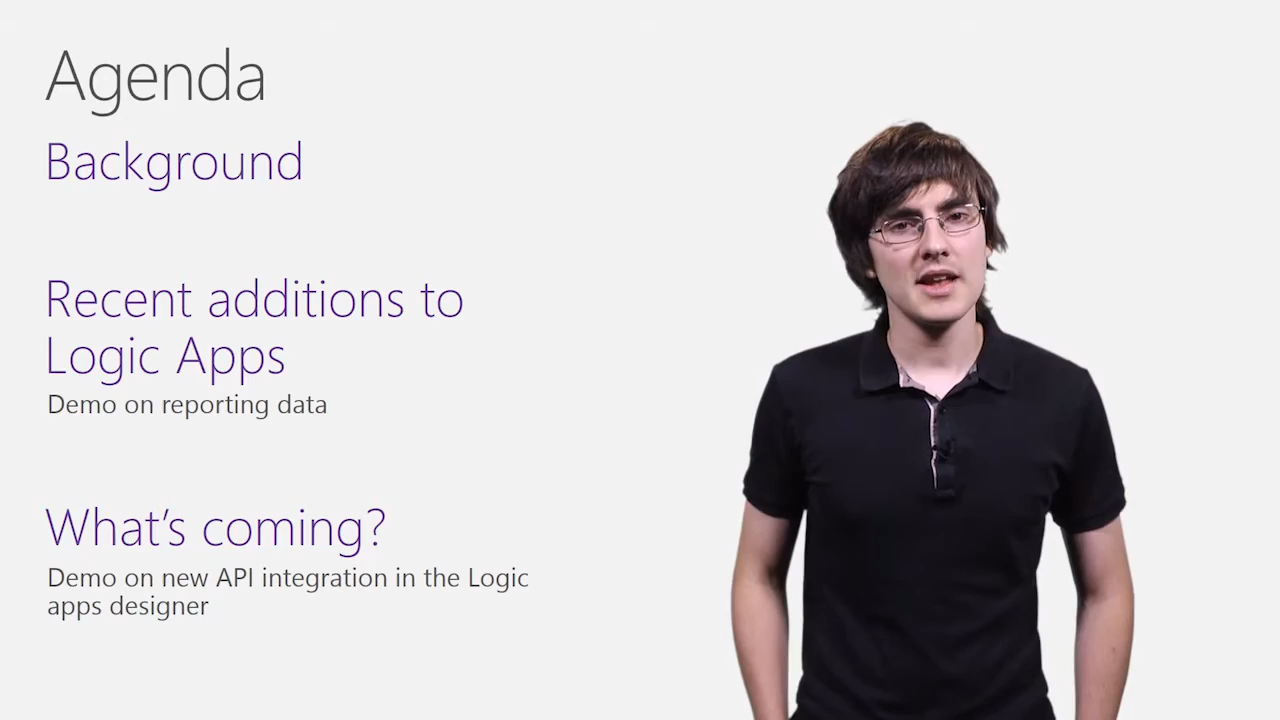 Agenda
Background
Recent additions to
Logic Apps
Demo on reporting data
What's coming?
Demo on new API integration in the Logic
apps designer